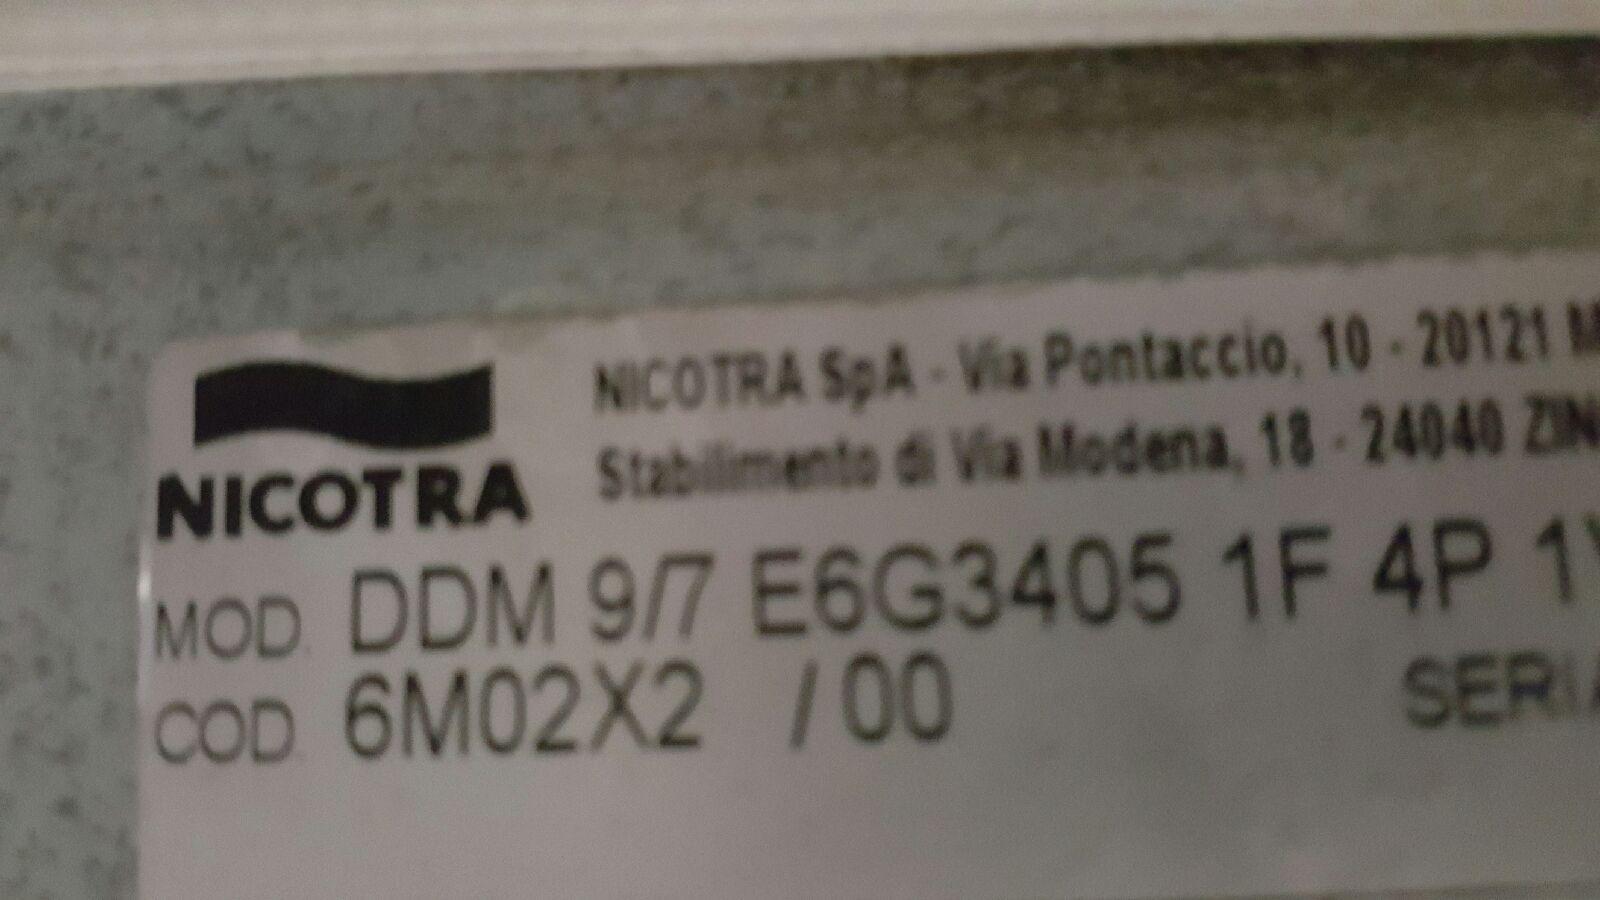 NICOTRA
NICOTRA SpA - Via Pontaccio, 10 - 20121
Stabilimento di Via Modena, 18 - 24040
MOD. DDM 9/7 E6G3405 1F 4P
COD. 6M02X2 /00